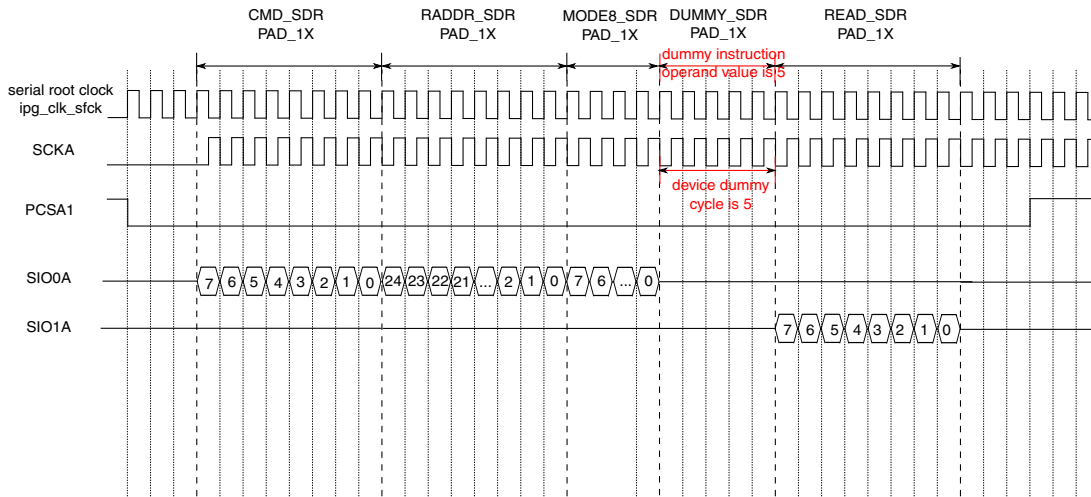 CMD_SDR
PAD_1X
RADDR_SDR
PAD_1X
MODE8_SDR
PAD_1X
DUMMY_SDR
PAD_1X
READ_SDR
PAD_1X
dummy instruction
operand value is 5
serial root clock
ipg_clk_sfck
SCKA
device dummy
cycle is 5
PCSA1
SIO0A
7 6 5 4 3 2 1 0 24 23 22 21 ... 2 1 0 7 6 ... 0
SIO1A
7 6 5 4 3 2 1 0